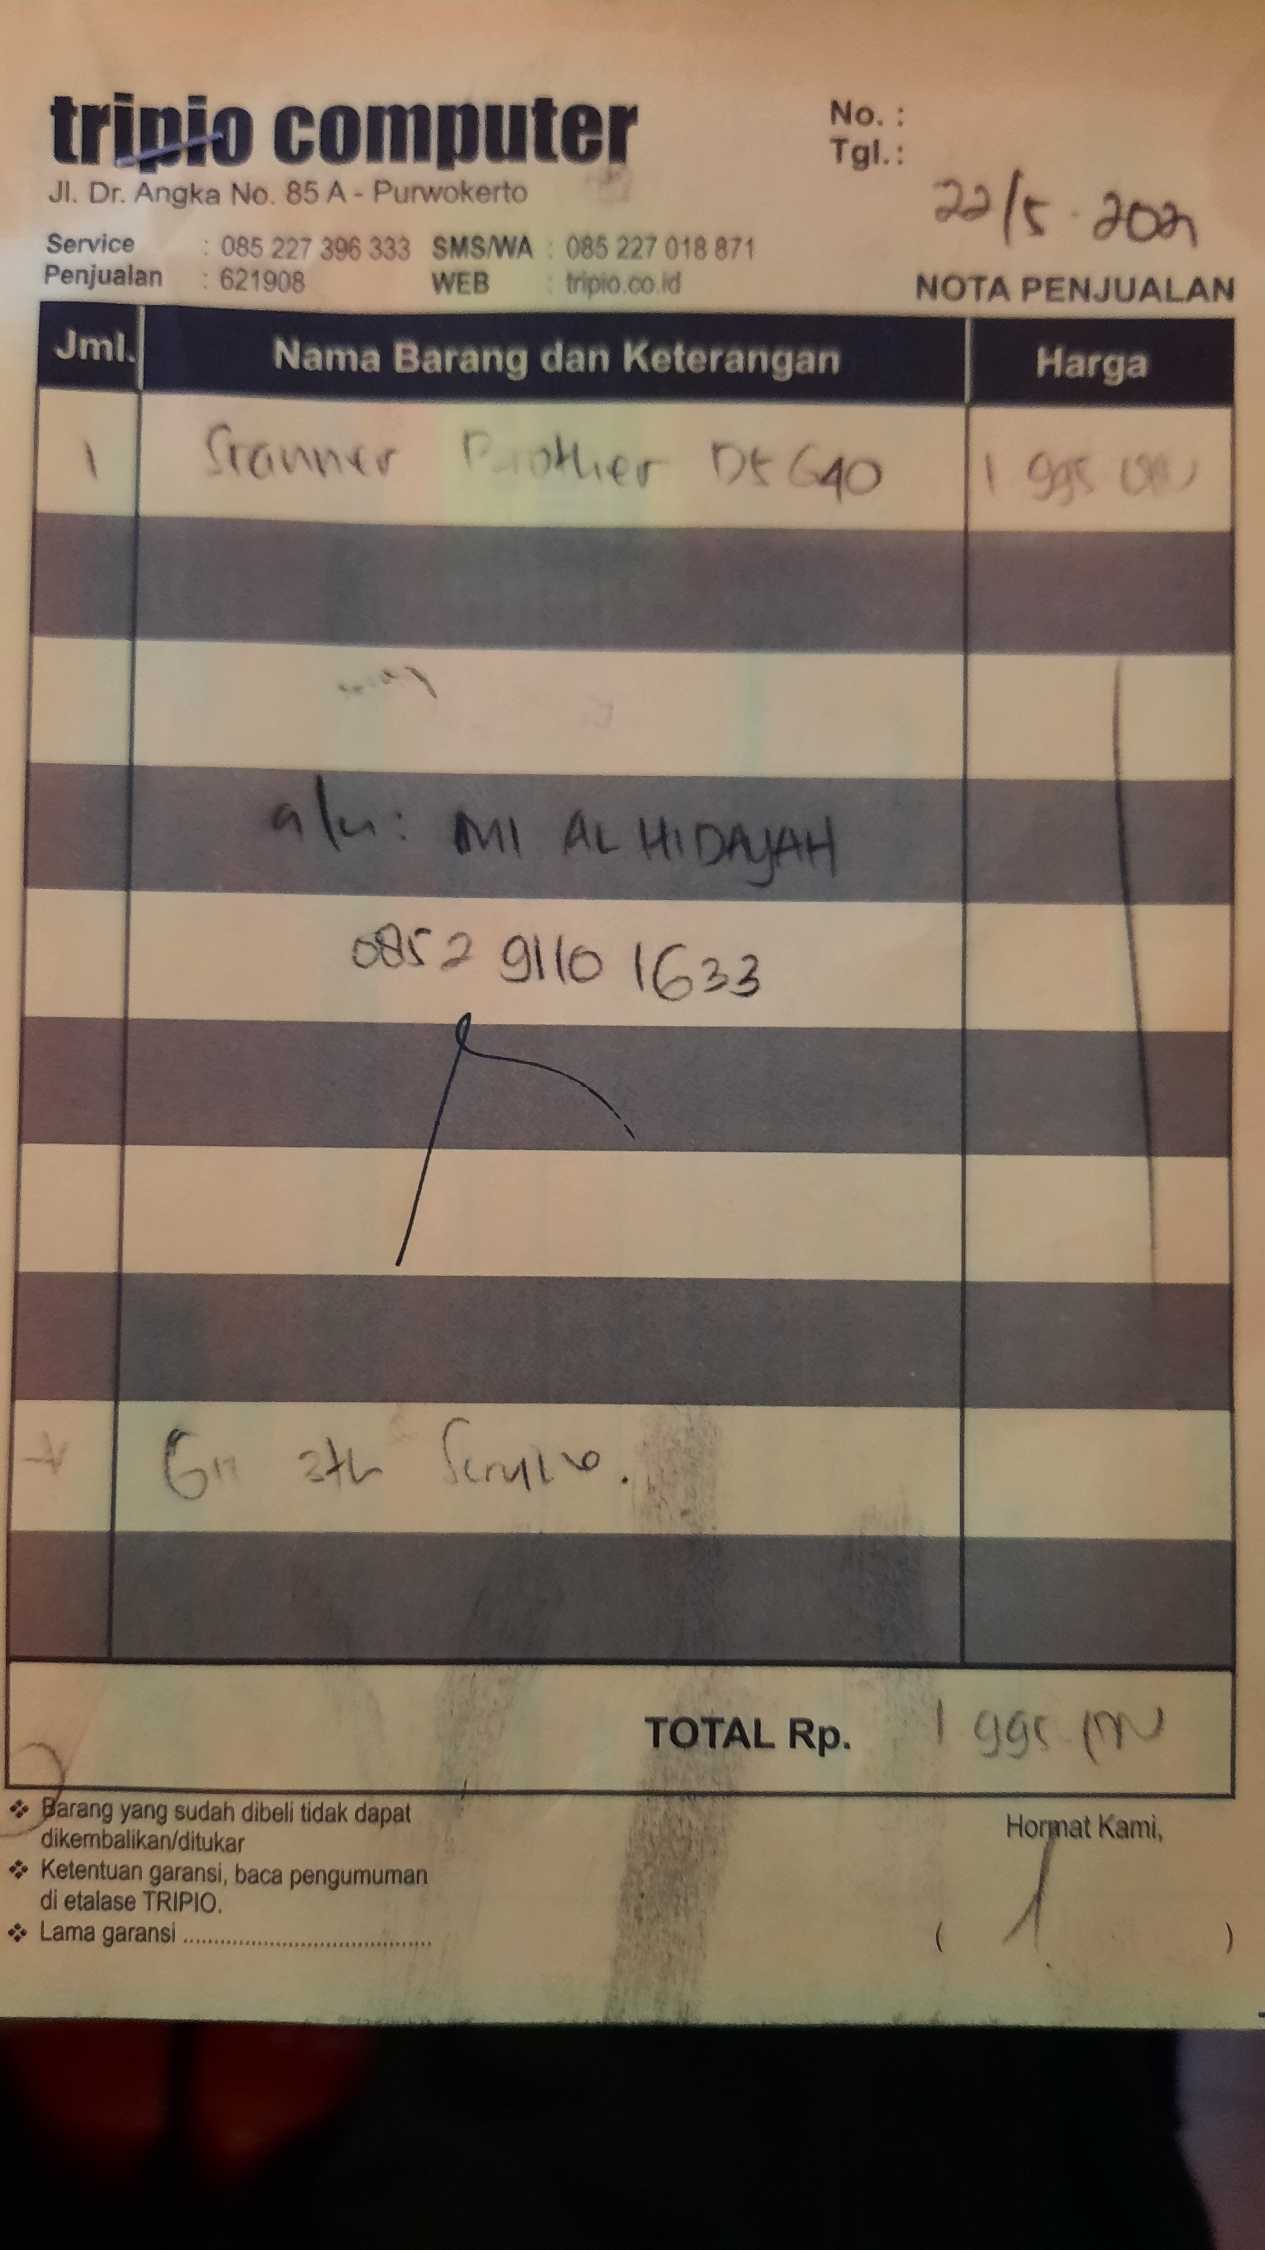 tripio computer
Jl. Dr. Angka No. 85 A - Purwokerto
Service : 085 227 396 333 SMS/WA : 085 227 018 871
Penjualan : 621908 WEB : tripio.co.id
No. :
Tgl. :
22/5. 2021
NOTA PENJUALAN
Jml. Nama Barang dan Keterangan Harga
1 Scanner Brother DS 640 1 995
a/n: MI AL HIDAYAH
0852 9110 1633
2th Service.
TOTAL Rp. 1 995
❖ Barang yang sudah dibeli tidak dapat
dikembalikan/ditukar
❖ Ketentuan garansi, baca pengumuman
di etalase TRIPIO.
❖ Lama garansi ........................................
Hormat Kami,
( )